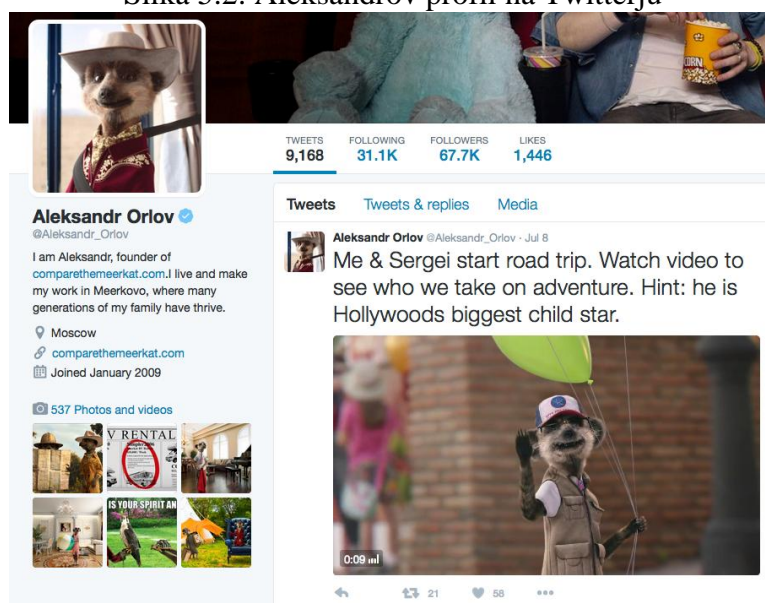 Slika 3.2: Aleksandrov profil na Twitterju
CORN
TWEETS FOLLOWING FOLLOWERS LIKES
9,168 31.1K 67.7K 1,446
Tweets Tweets & replies Media
Aleksandr Orlov
@Aleksandr_Orlov
I am Aleksandr, founder of
comparethemeerkat.com.I live and make
my work in Meerkovo, where many
generations of my family have thrive.
Moscow
comparethemeerkat.com
Joined January 2009
537 Photos and videos
V RENTAL
IS YOUR SPIRIT AN
Aleksandr Orlov @Aleksandr_Orlov · Jul 8
Me & Sergei start road trip. Watch video to
see who we take on adventure. Hint: he is
Hollywoods biggest child star.
0:09
21 58